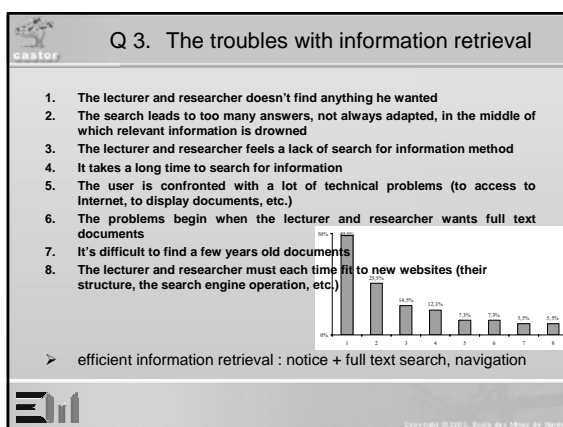 castor
Q 3. The troubles with information retrieval
1. The lecturer and researcher doesn't find anything he wanted
2. The search leads to too many answers, not always adapted, in the middle of
which relevant information is drowned
3. The lecturer and researcher feels a lack of search for information method
4. It takes a long time to search for information
5. The user is confronted with a lot of technical problems (to access to
Internet, to display documents, etc.)
6. The problems begin when the lecturer and researcher wants full text
documents
7. It's difficult to find a few years old documents
8. The lecturer and researcher must each time fit to new websites (their
structure, the search engine operation, etc.)
50%
25,5%
14,5%
12,3%
7,3%
7,3%
5,5%
5,5%
0%
1 2 3 4 5 6 7 8
➢ efficient information retrieval : notice + full text search, navigation
Copyright © 2003, Ecole des Mines de